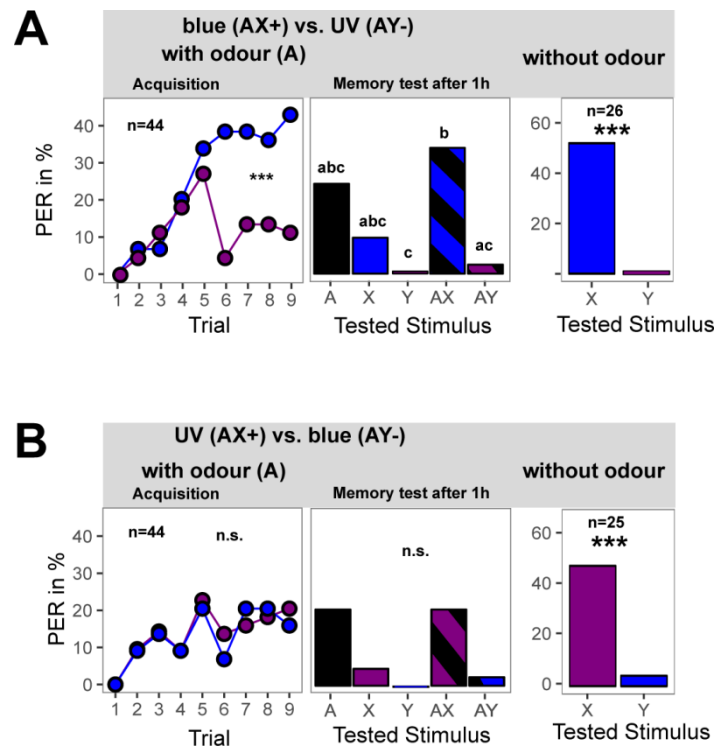 A
blue (AX+) vs. UV (AY-)
with odour (A)
without odour
Acquisition
Memory test after 1h
PER in %
40
30
20
10
0
n=44
***
1 2 3 4 5 6 7 8 9
Trial
abc
abc
c
b
ac
A X Y AX AY
Tested Stimulus
60
40
20
0
n=26
***
X Y
Tested Stimulus
B
UV (AX+) vs. blue (AY-)
with odour (A)
without odour
Acquisition
Memory test after 1h
PER in %
40
30
20
10
0
n=44
n.s.
1 2 3 4 5 6 7 8 9
Trial
n.s.
A X Y AX AY
Tested Stimulus
60
40
20
0
n=25
***
X Y
Tested Stimulus